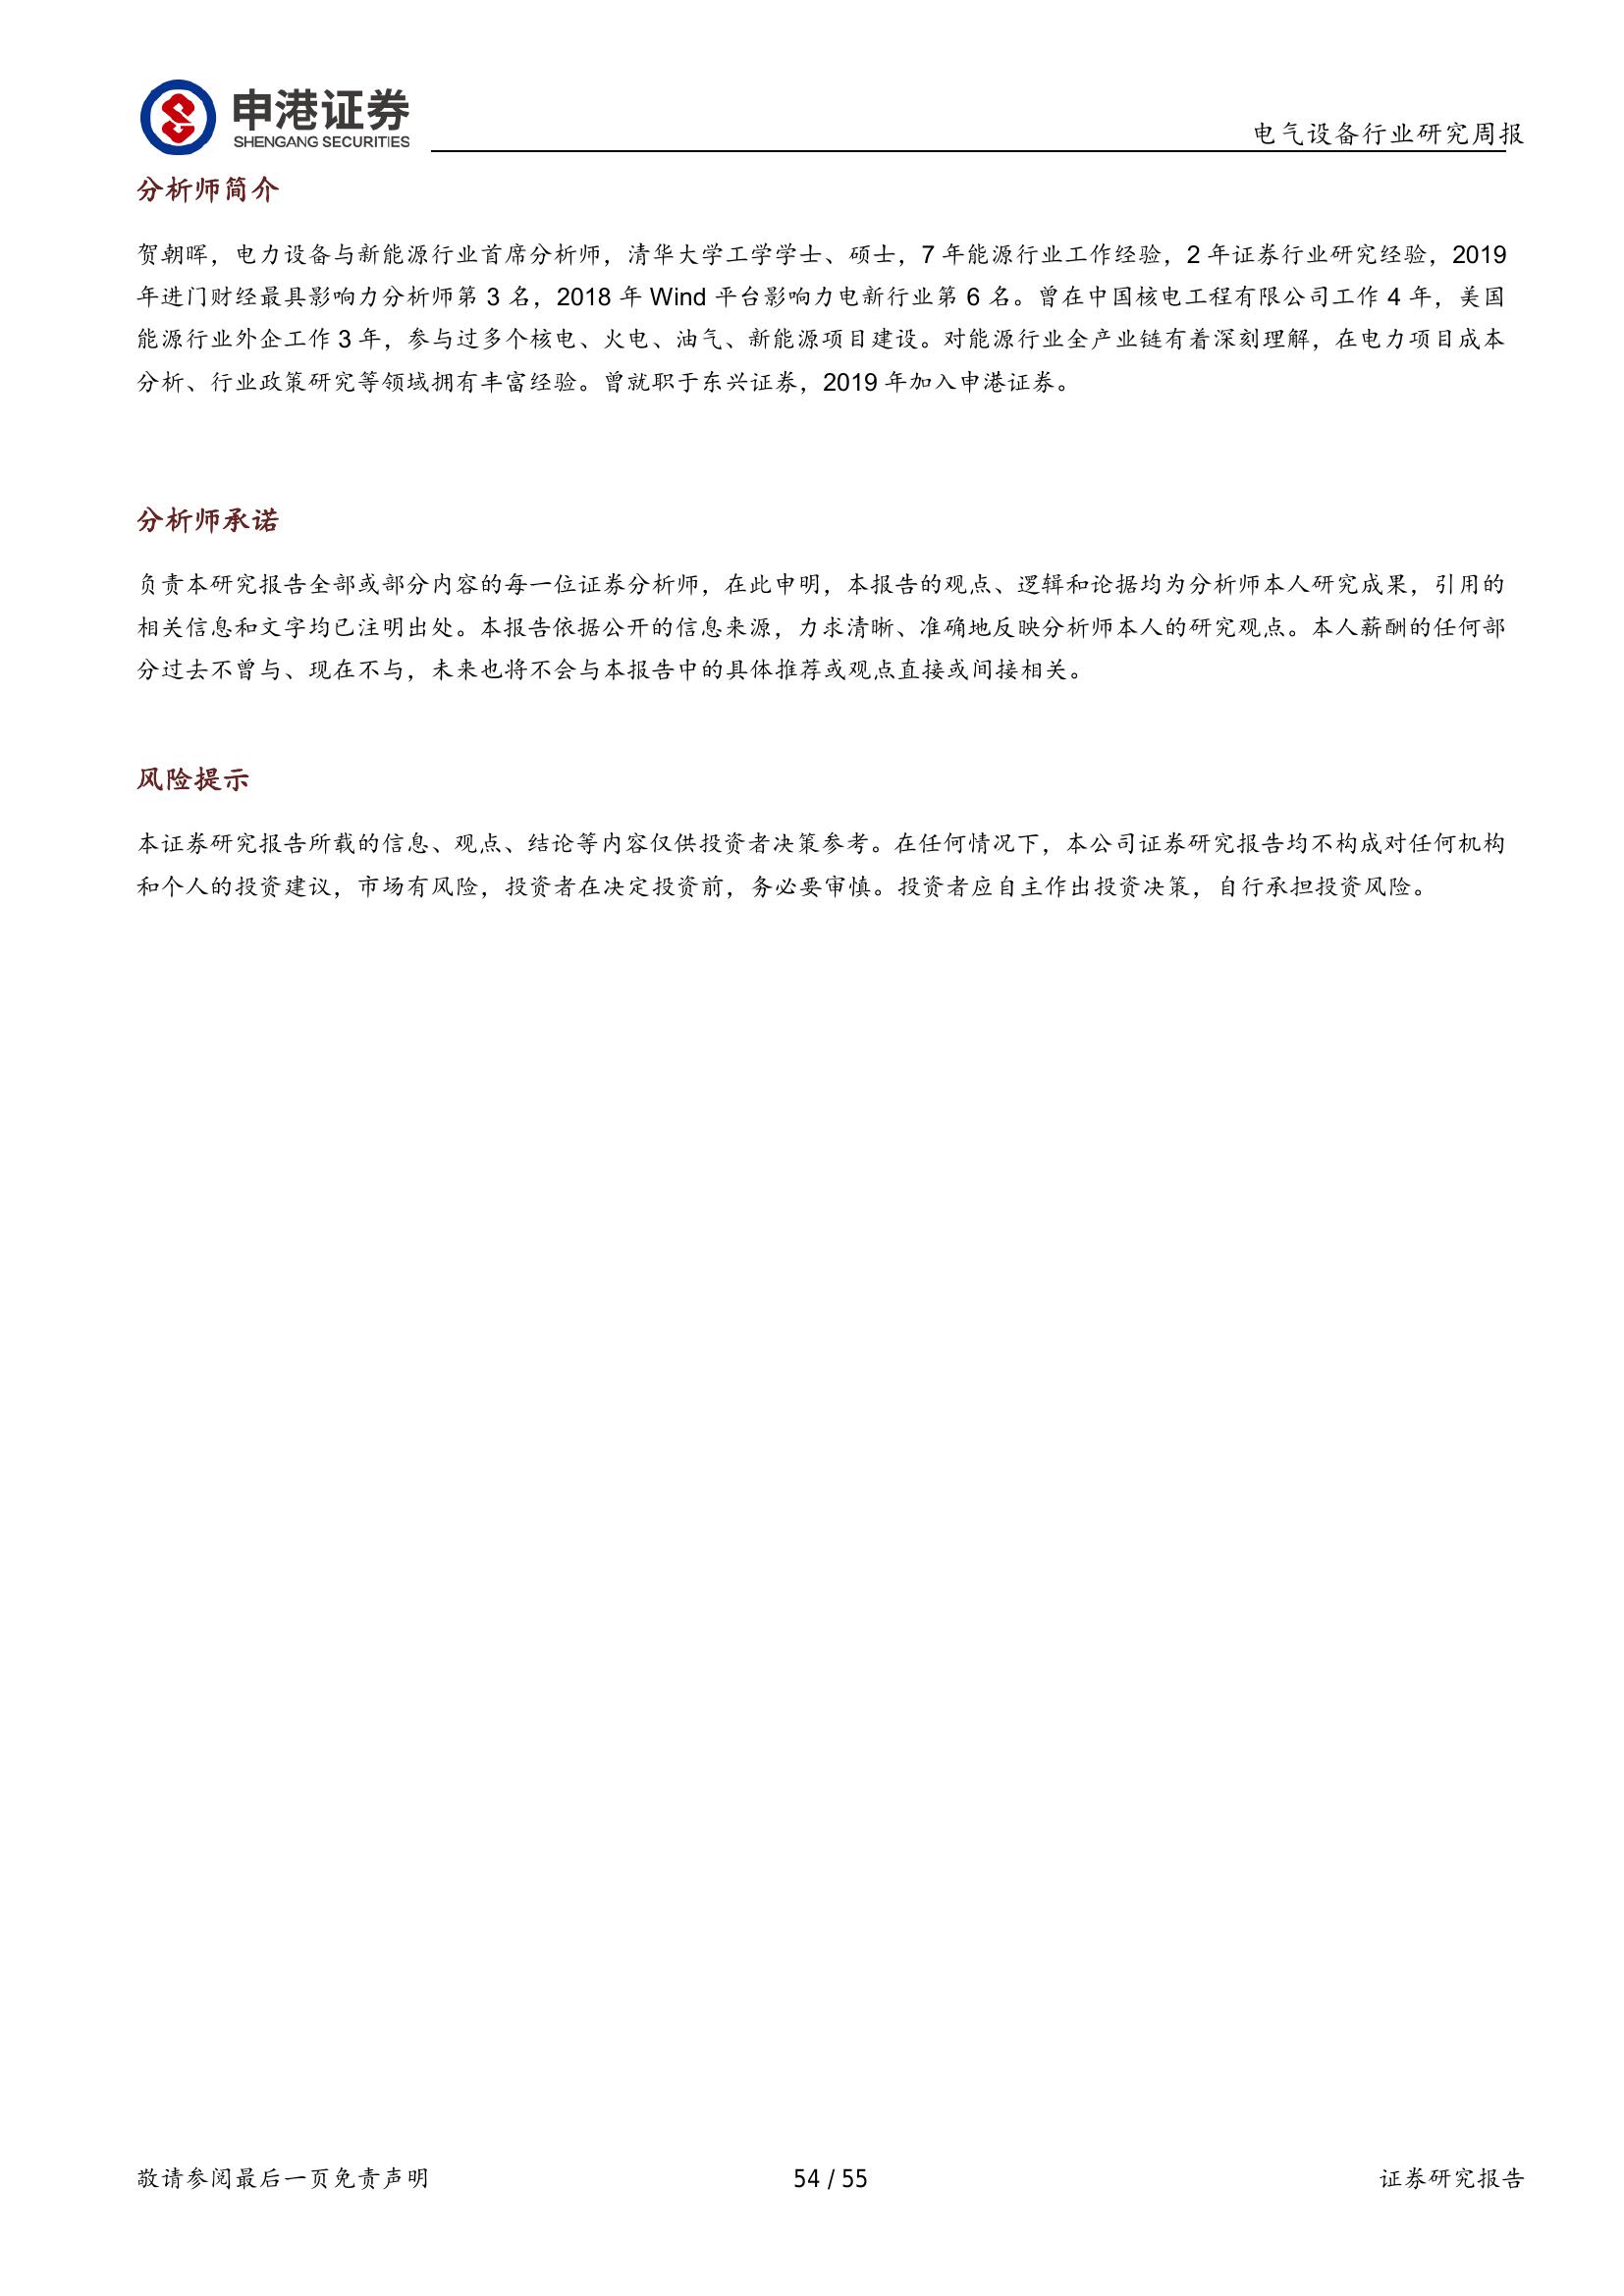 申港证券
SHENGANG SECURITIES
电气设备行业研究周报
分析师简介
贺朝晖，电力设备与新能源行业首席分析师，清华大学工学学士、硕士，7 年能源行业工作经验，2 年证券行业研究经验，2019
年进门财经最具影响力分析师第 3 名，2018 年 Wind 平台影响力电新行业第 6 名。曾在中国核电工程有限公司工作 4 年，美国
能源行业外企工作 3 年，参与过多个核电、火电、油气、新能源项目建设。对能源行业全产业链有着深刻理解，在电力项目成本
分析、行业政策研究等领域拥有丰富经验。曾就职于东兴证券，2019 年加入申港证券。
分析师承诺
负责本研究报告全部或部分内容的每一位证券分析师，在此申明，本报告的观点、逻辑和论据均为分析师本人研究成果，引用的
相关信息和文字均已注明出处。本报告依据公开的信息来源，力求清晰、准确地反映分析师本人的研究观点。本人薪酬的任何部
分过去不曾与、现在不与，未来也将不会与本报告中的具体推荐或观点直接或间接相关。
风险提示
本证券研究报告所载的信息、观点、结论等内容仅供投资者决策参考。在任何情况下，本公司证券研究报告均不构成对任何机构
和个人的投资建议，市场有风险，投资者在决定投资前，务必要审慎。投资者应自主作出投资决策，自行承担投资风险。
敬请参阅最后一页免责声明
54 / 55
证券研究报告